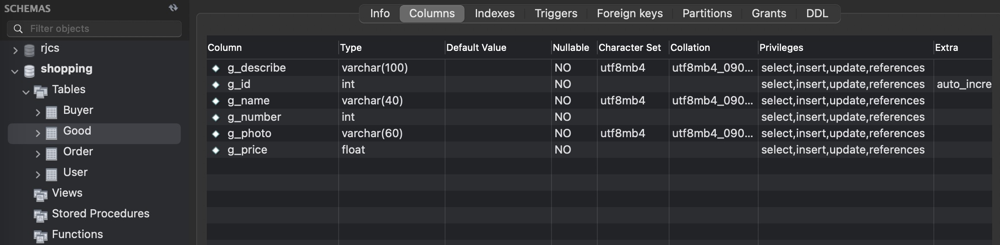 SCHEMAS
Filter objects
rjcs
shopping
Tables
Buyer
Good
Order
User
Views
Stored Procedures
Functions
Info Columns Indexes Triggers Foreign keys Partitions Grants DDL
Column Type Default Value Nullable Character Set Collation Privileges Extra
g_describe varchar(100) NO utf8mb4 utf8mb4_090... select,insert,update,references
g_id int NO select,insert,update,references auto_incre
g_name varchar(40) NO utf8mb4 utf8mb4_090... select,insert,update,references
g_number int NO select,insert,update,references
g_photo varchar(60) NO utf8mb4 utf8mb4_090... select,insert,update,references
g_price float NO select,insert,update,references